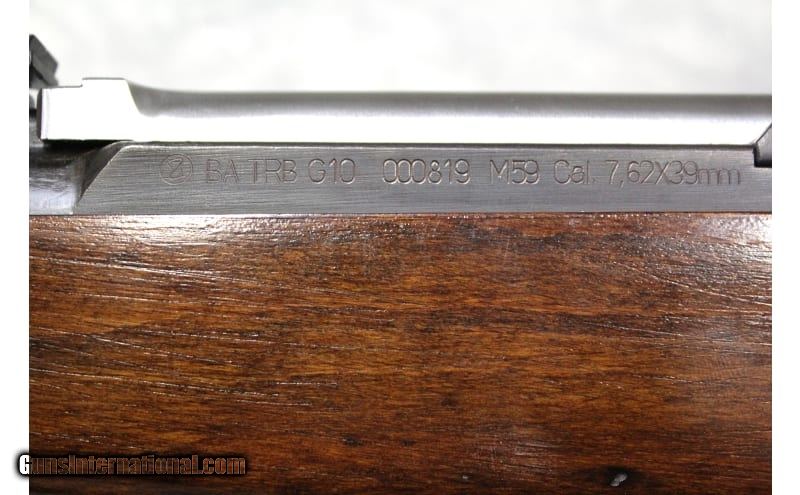 BA TRB G10 000819 M59 Cal. 7,62X39mm
GunsInternational.com